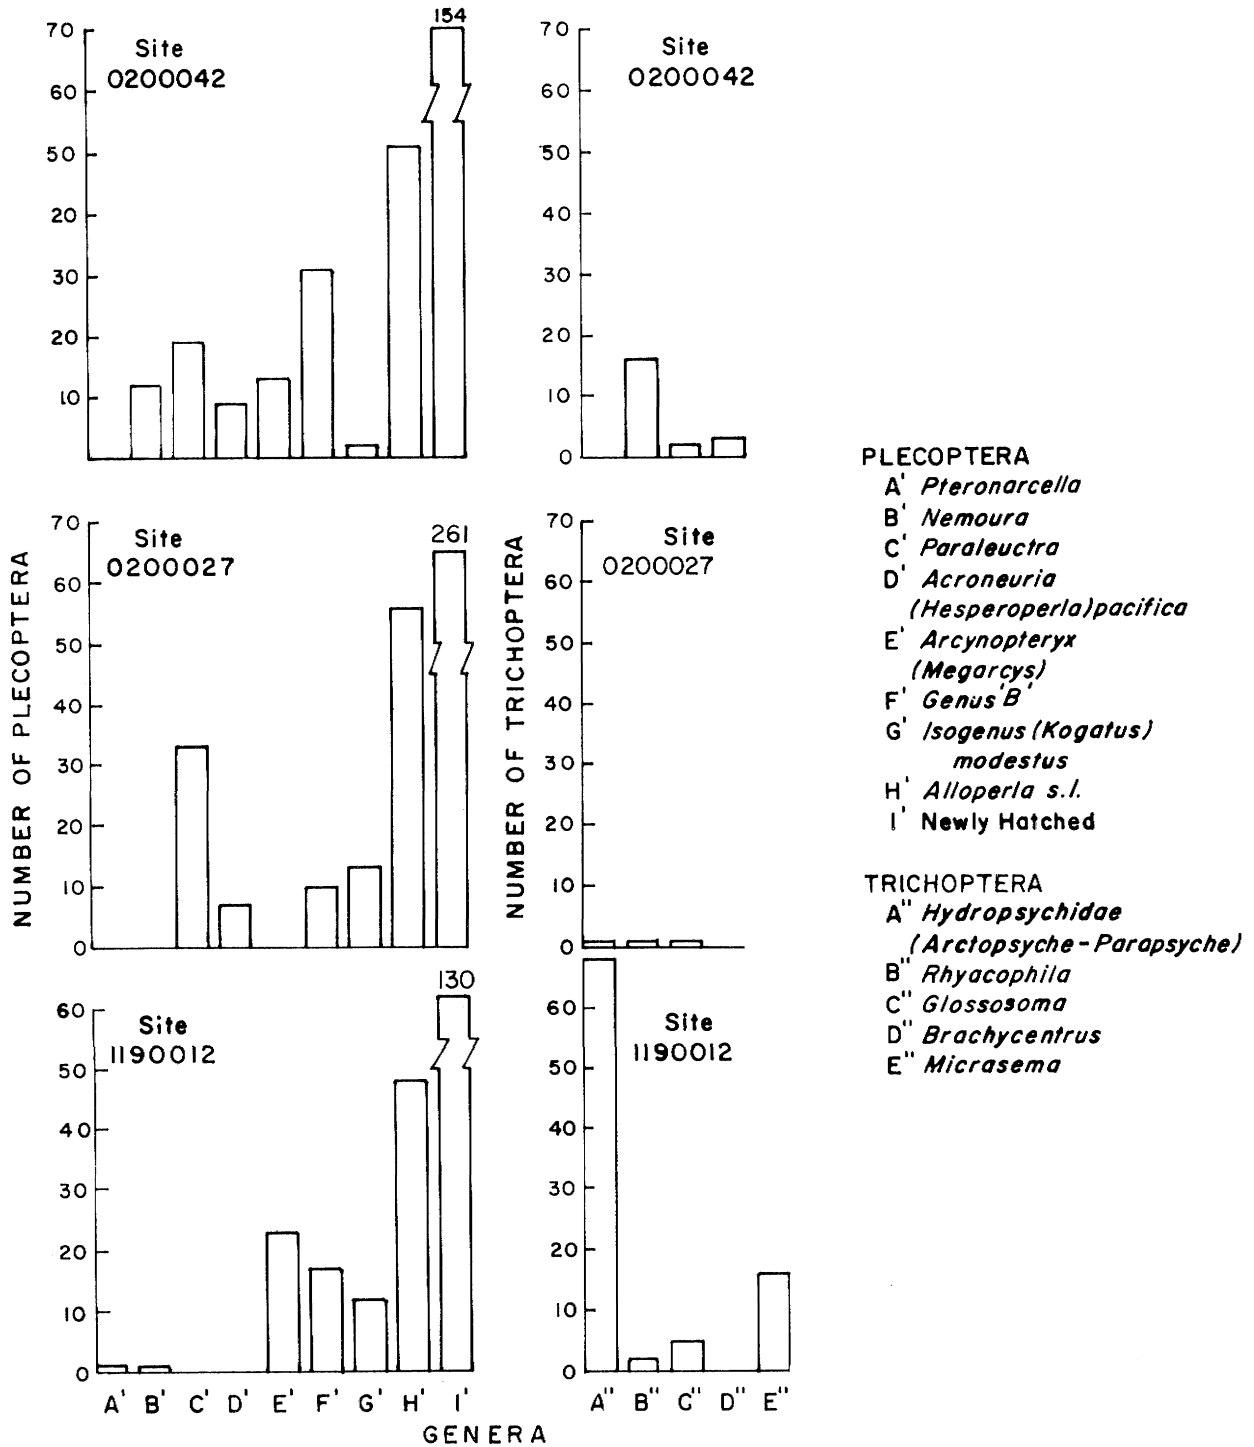 154
70
60
50
20
30
20
10
Site
0200042
70
60
50
40
30
20
10
0
Site
0200042
NUMBER OF PLECOPTERA
261
70
60
50
40
30
20
10
0
Site
0200027
NUMBER OF TRICHOPTERA
70
60
50
40
30
20
10
0
Site
0200027
130
60
50
40
30
20
10
0
Site
1190012
A' B' C' D' E' F' G' H' I'
60
50
40
30
20
10
0
Site
1190012
A" B" C" D" E"
GENERA
PLECOPTERA
A' Pteronarcella
B' Nemoura
C' Paraleuctra
D' Acroneuria
(Hesperoperla)pacifica
E' Arcynopteryx
(Megarcys)
F' Genus 'B'
G' Isogenus (Kogatus)
modestus
H' Alloperla s.l.
I' Newly Hatched
TRICHOPTERA
A" Hydropsychidae
(Arctopsyche-Parapsyche)
B" Rhyacophila
C" Glossosoma
D" Brachycentrus
E" Micrasema